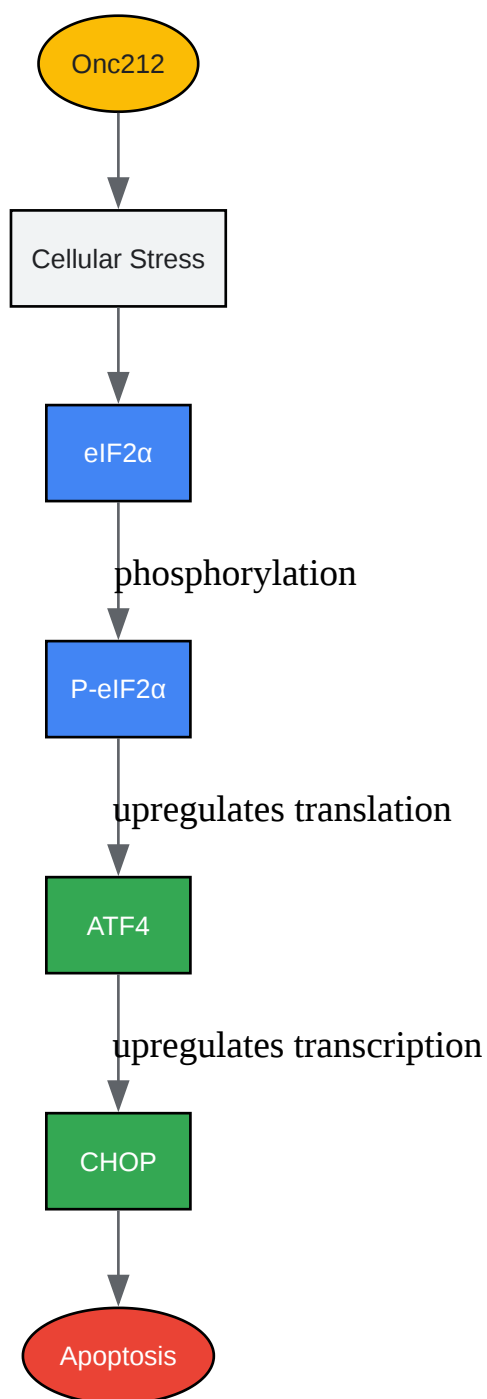 Onc212
Cellular Stress
eIF2α
phosphorylation
P-eIF2α
upregulates translation
ATF4
upregulates transcription
CHOP
Apoptosis